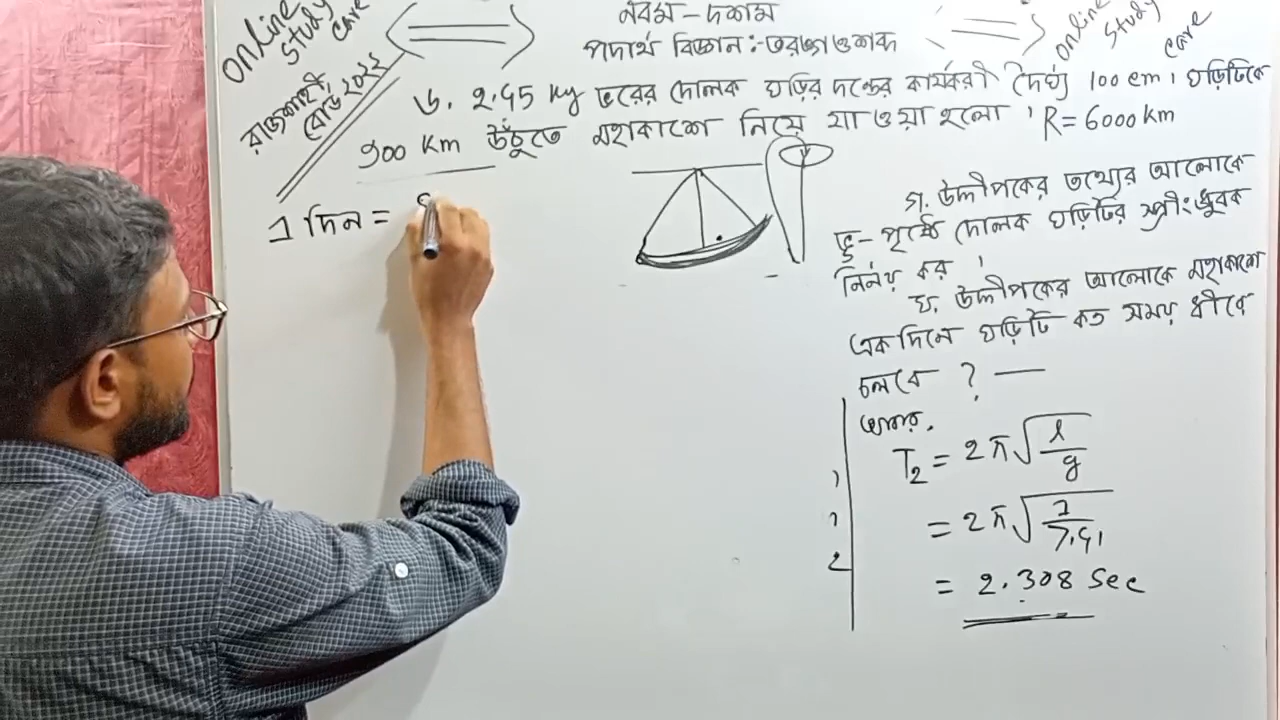 নবম - দশম
পদার্থ বিজ্ঞান : - তরঙ্গ ও শব্দ
online study care
online study care
রাজশাহী বোর্ড ২০২২
৬. ২.45 kg ভরের দোলক ঘড়ির দন্ডের কার্যকরী দৈর্ঘ্য 100 cm । ঘড়িটিকে
900 km উঁচুতে মহাকাশে নিয়ে যাওয়া হলো । R = 6000 km
গ. উদ্দীপকের তথ্যের আলোকে
ভূ - পৃষ্ঠে দোলক ঘড়িটির স্প্রীং ধ্রুবক
নির্ণয় কর ।
ঘ. উদ্দীপকের আলোকে মহাকাশে
একদিনে ঘড়িটি কত সময় ধীরে
চলবে ?
আবার,
T2 = 2π√l/g
= 2π√1/7.41
= 2.308 Sec
1 দিন =